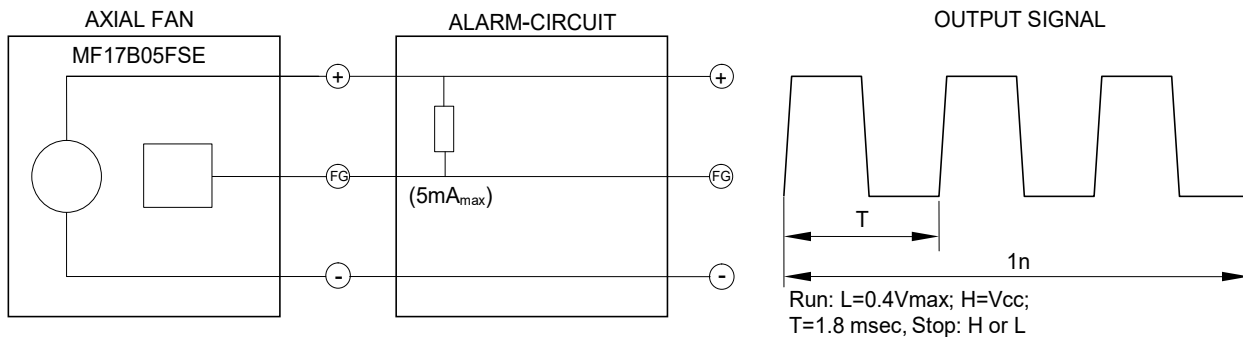 AXIAL FAN
MF17B05FSE
+
FG
-
ALARM-CIRCUIT
(5mAmax)
+
FG
-
OUTPUT SIGNAL
T
1n
Run: L=0.4Vmax; H=Vcc;
T=1.8 msec, Stop: H or L